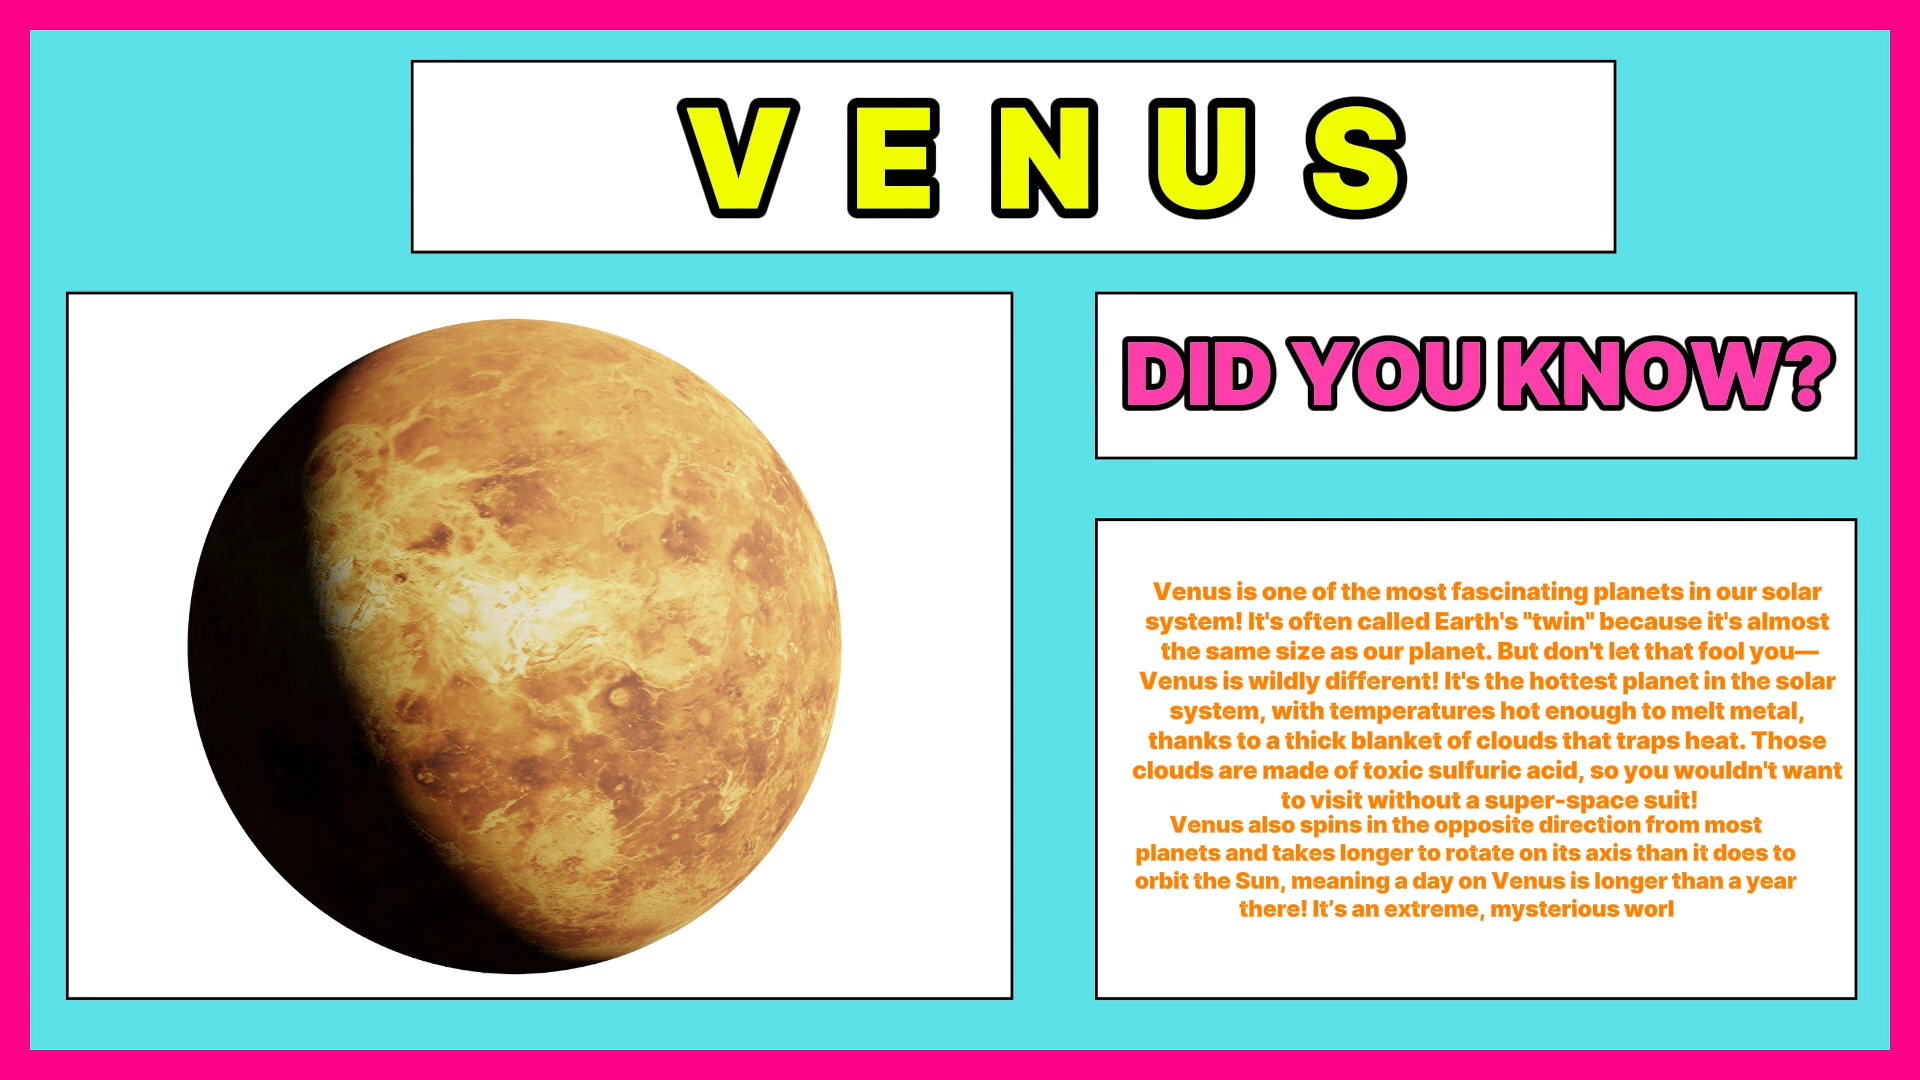 VENUS
DID YOU KNOW?
Venus is one of the most fascinating planets in our solar
system! It's often called Earth's "twin" because it's almost
the same size as our planet. But don't let that fool you—
Venus is wildly different! It's the hottest planet in the solar
system, with temperatures hot enough to melt metal,
thanks to a thick blanket of clouds that traps heat. Those
clouds are made of toxic sulfuric acid, so you wouldn't want
to visit without a super-space suit!
Venus also spins in the opposite direction from most
planets and takes longer to rotate on its axis than it does to
orbit the Sun, meaning a day on Venus is longer than a year
there! It’s an extreme, mysterious worl